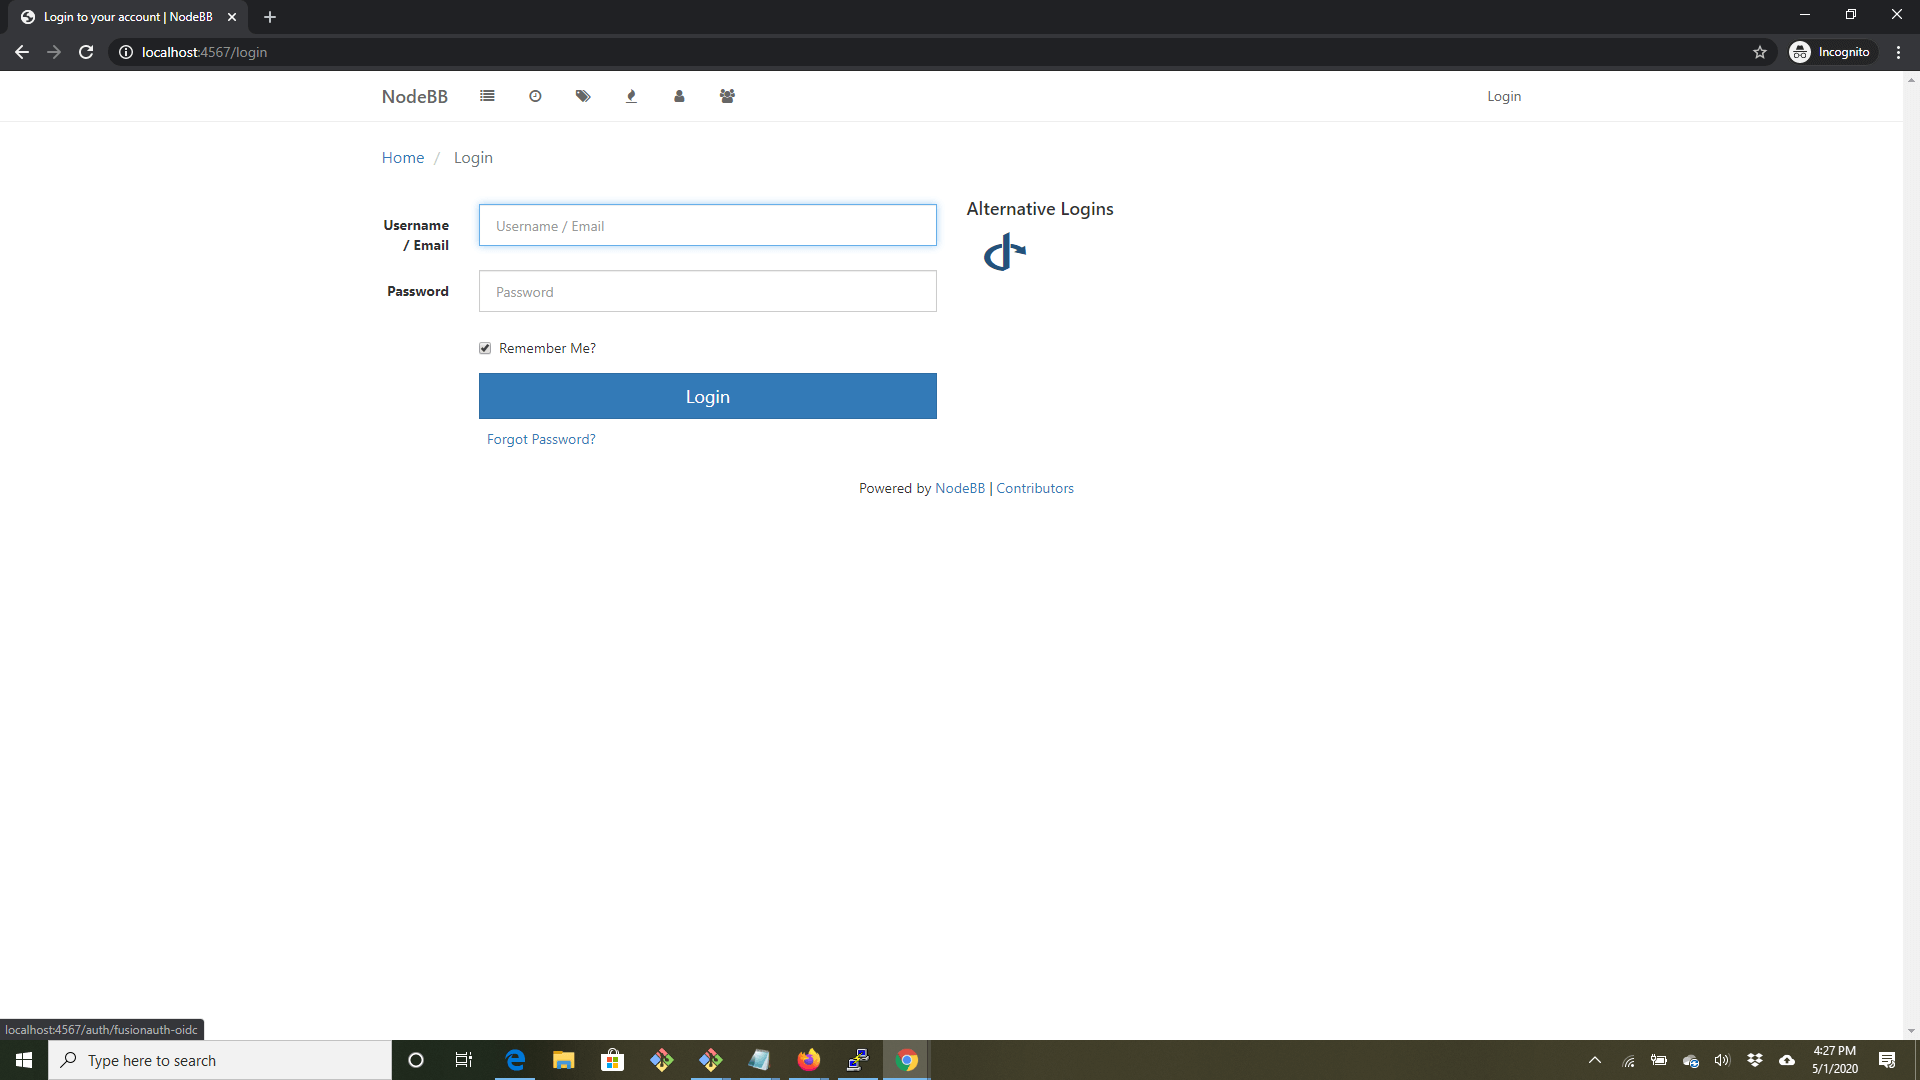 Login to your account | NodeBB
localhost:4567/login
Incognito
NodeBB
Login
Home / Login
Username
/ Email
Username / Email
Alternative Logins
Password
Password
Remember Me?
Login
Forgot Password?
Powered by NodeBB | Contributors
localhost:4567/auth/fusionauth-oidc
Type here to search
4:27 PM
5/1/2020